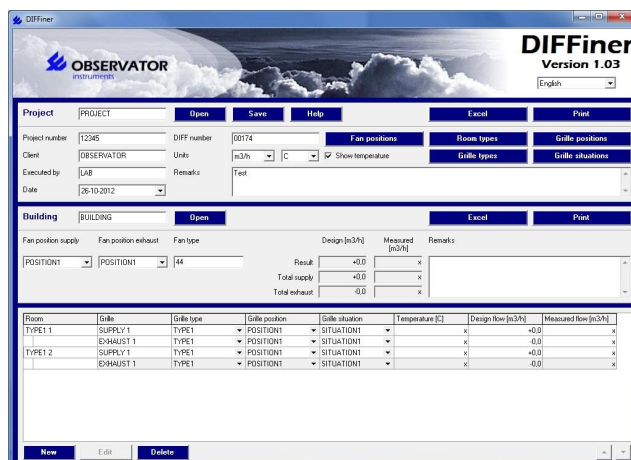 DIFFiner
OBSERVATOR
instruments
DIFFiner
Version 1.03
English
Project PROJECT Open Save Help Excel Print
Project number 12345 DIFF number 00174 Fan positions Room types Grille positions
Client OBSERVATOR Units m3/h C Show temperature Grille types Grille situations
Executed by LAB Remarks Test
Date 26-10-2012
Building BUILDING Open Excel Print
Fan position supply Fan position exhaust Fan type Design [m3/h] Measured [m3/h] Remarks
POSITION1 POSITION1 44 Result +0,0 x
Total supply +0,0 x
Total exhaust -0,0 x
Room Grille Grille type Grille position Grille situation Temperature [C] Design flow [m3/h] Measured flow [m3/h]
TYPE1 1 SUPPLY 1 TYPE1 POSITION1 SITUATION1 x +0,0 x
EXHAUST 1 TYPE1 POSITION1 SITUATION1 x -0,0 x
TYPE1 2 SUPPLY 1 TYPE1 POSITION1 SITUATION1 x +0,0 x
EXHAUST 1 TYPE1 POSITION1 SITUATION1 x -0,0 x
New Edit Delete